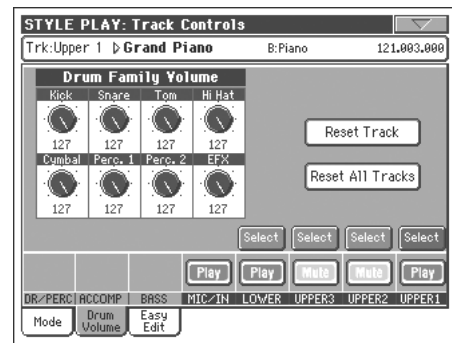 STYLE PLAY: Track Controls
Trk:Upper 1 Grand Piano B:Piano 121.003.000
Drum Family Volume
Kick Snare Tom Hi Hat
127 127 127 127
Cymbal Perc. 1 Perc. 2 EFX
127 127 127 127
Reset Track
Reset All Tracks
Select Select Select Select
Play Play Mute Mute Play
DR/PERC ACCOMP BASS MIC/IN LOWER UPPER3 UPPER2 UPPER1
Mode Drum Volume Easy Edit